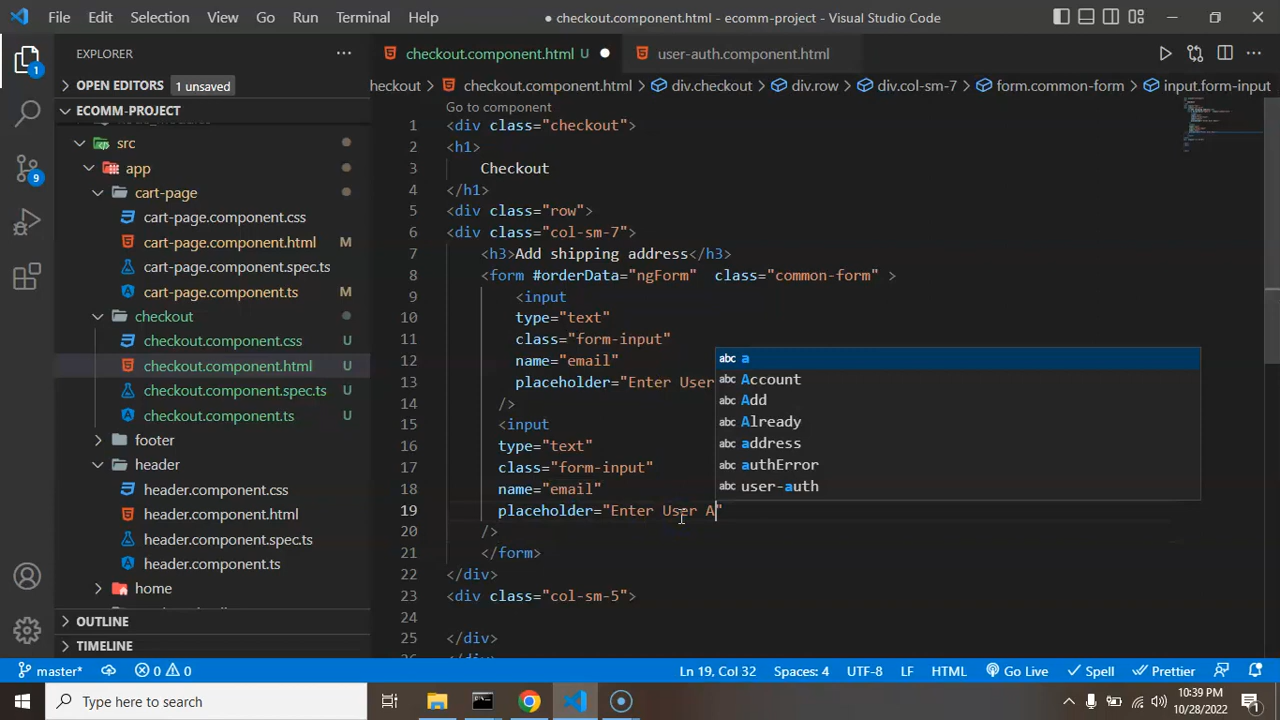 File Edit Selection View Go Run Terminal Help
● checkout.component.html - ecomm-project - Visual Studio Code
EXPLORER
checkout.component.html U
user-auth.component.html
OPEN EDITORS 1 unsaved
ECOMM-PROJECT
src
app
cart-page
cart-page.component.css
cart-page.component.html M
cart-page.component.spec.ts
cart-page.component.ts M
checkout
checkout.component.css U
checkout.component.html U
checkout.component.spec.ts U
checkout.component.ts U
footer
header
header.component.css
header.component.html
header.component.spec.ts
header.component.ts
home
OUTLINE
TIMELINE
heckout > checkout.component.html > div.checkout > div.row > div.col-sm-7 > form.common-form > input.form-input
Go to component
1 <div class="checkout">
2 <h1>
3 Checkout
4 </h1>
5 <div class="row">
6 <div class="col-sm-7">
7 <h3>Add shipping address</h3>
8 <form #orderData="ngForm" class="common-form" >
9 <input
10 type="text"
11 class="form-input"
12 name="email"
13 placeholder="Enter User
14 />
15 <input
16 type="text"
17 class="form-input"
18 name="email"
19 placeholder="Enter User A"
20 />
21 </form>
22 </div>
23 <div class="col-sm-5">
24
25 </div>
abc a
abc Account
abc Add
abc Already
abc address
abc authError
abc user-auth
1
9
master* 0 0 Ln 19, Col 32 Spaces: 4 UTF-8 LF HTML Go Live Spell Prettier
Type here to search
10:39 PM
10/28/2022
1